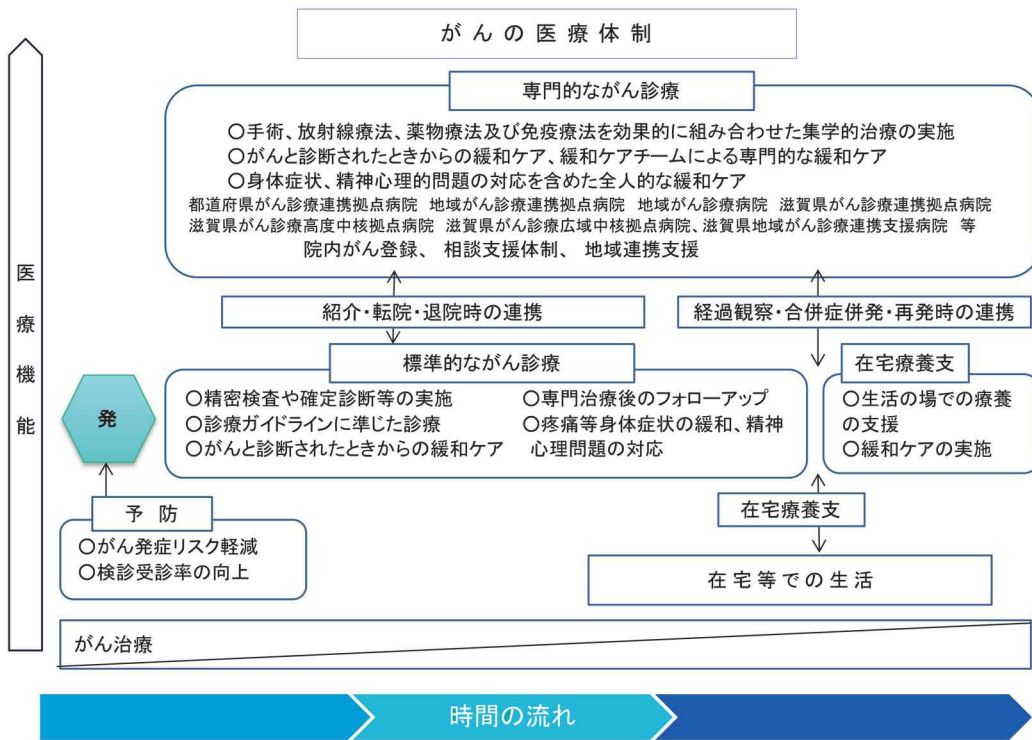 がんの医療体制
専門的ながん診療
○手術、放射線療法、薬物療法及び免疫療法を効果的に組み合わせた集学的治療の実施
○がんと診断されたときからの緩和ケア、緩和ケアチームによる専門的な緩和ケア
○身体症状、精神心理的問題の対応を含めた全人的な緩和ケア
都道府県がん診療連携拠点病院 地域がん診療連携拠点病院 地域がん診療病院 滋賀県がん診療連携拠点病院
滋賀県がん診療高度中核拠点病院 滋賀県がん診療広域中核拠点病院、滋賀県地域がん診療連携支援病院 等
院内がん登録、 相談支援体制、 地域連携支援
医療機能
紹介・転院・退院時の連携
経過観察・合併症併発・再発時の連携
標準的ながん診療
○精密検査や確定診断等の実施
○診療ガイドラインに準じた診療
○がんと診断されたときからの緩和ケア
○専門治療後のフォローアップ
○疼痛等身体症状の緩和、精神
心理問題の対応
在宅療養支
○生活の場での療養
の支援
○緩和ケアの実施
発
予 防
○がん発症リスク軽減
○検診受診率の向上
在宅療養支
在宅等での生活
がん治療
時間の流れ